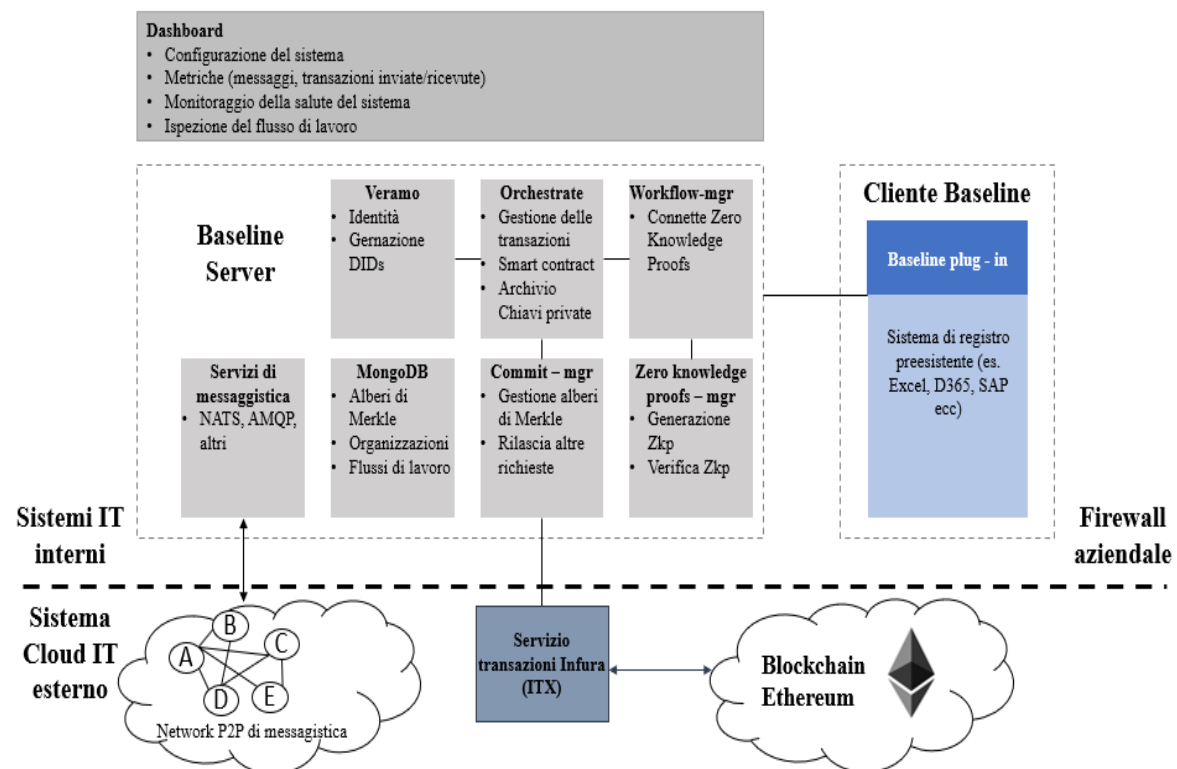 Dashboard
• Configurazione del sistema
• Metriche (messaggi, transazioni inviate/ricevute)
• Monitoraggio della salute del sistema
• Ispezione del flusso di lavoro
Baseline
Server
Veramo
• Identità
• Gernazione
DIDs
Orchestrate
• Gestione delle
transazioni
• Smart contract
• Archivio
Chiavi private
Workflow-mgr
• Connette Zero
Knowledge
Proofs
Servizi di
messaggistica
• NATS, AMQP,
altri
MongoDB
• Alberi di
Merkle
• Organizzazioni
• Flussi di lavoro
Commit – mgr
• Gestione alberi
di Merkle
• Rilascia altre
richieste
Zero knowledge
proofs – mgr
• Generazione
Zkp
• Verifica Zkp
Cliente Baseline
Baseline plug - in
Sistema di registro
preesistente (es.
Excel, D365, SAP
ecc)
Sistemi IT
interni
Firewall
aziendale
Sistema
Cloud IT
esterno
B
C
A
D
E
Network P2P di messagistica
Servizio
transazioni Infura
(ITX)
Blockchain
Ethereum